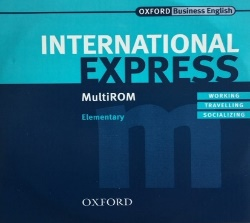 OXFORD Business English
INTERNATIONAL
EXPRESS
MultiROM
Elementary
WORKING
TRAVELLING
SOCIALIZING
m
OXFORD